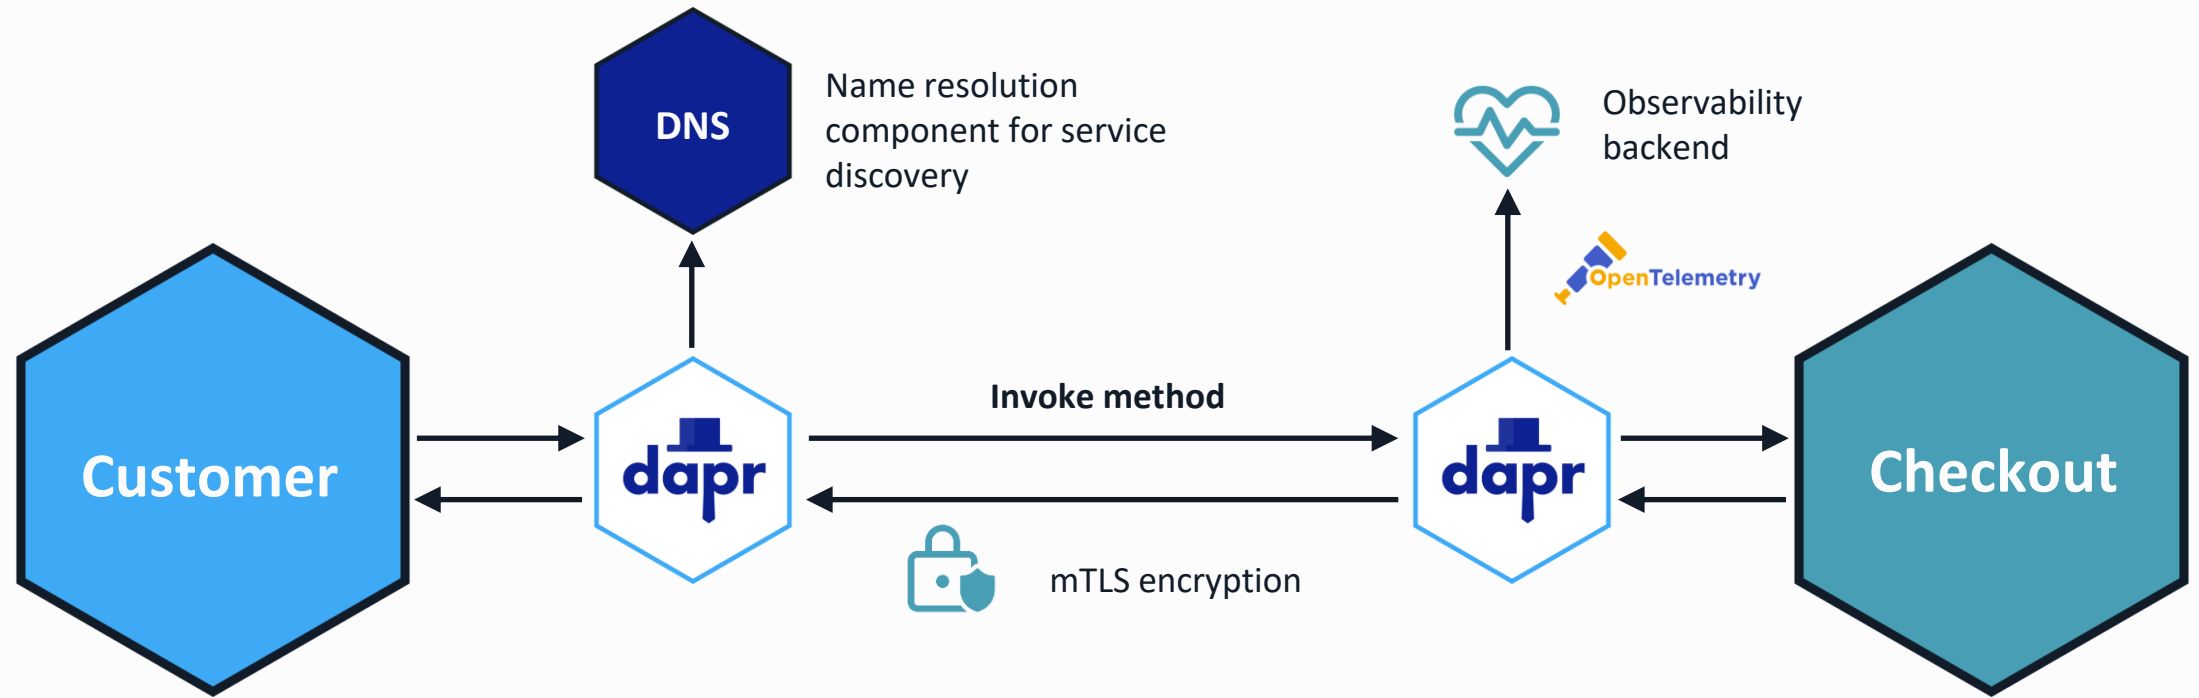 DNS
Name resolution
component for service
discovery
Observability
backend
OpenTelemetry
Customer
dapr
Invoke method
dapr
Checkout
mTLS encryption